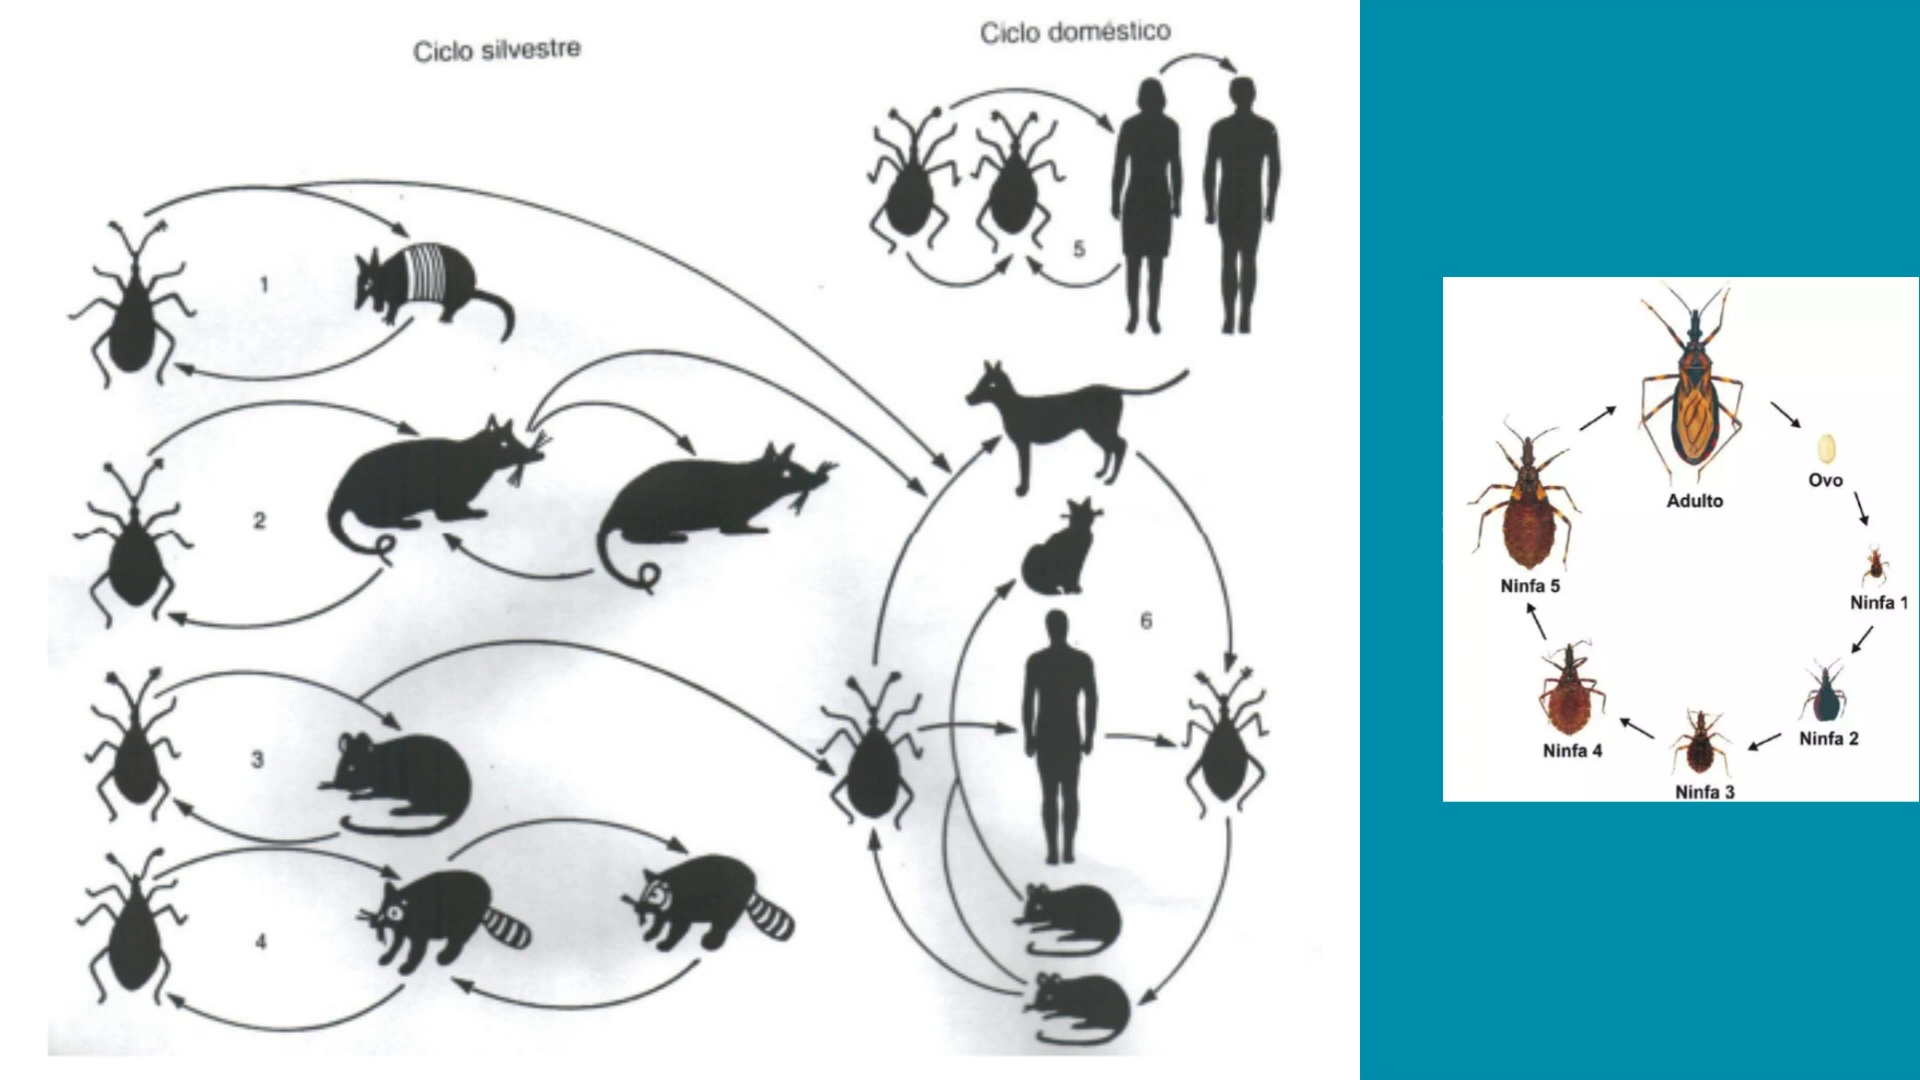 Ciclo silvestre
Ciclo doméstico
1
2
3
4
5
6
Adulto
Ovo
Ninfa 1
Ninfa 2
Ninfa 3
Ninfa 4
Ninfa 5